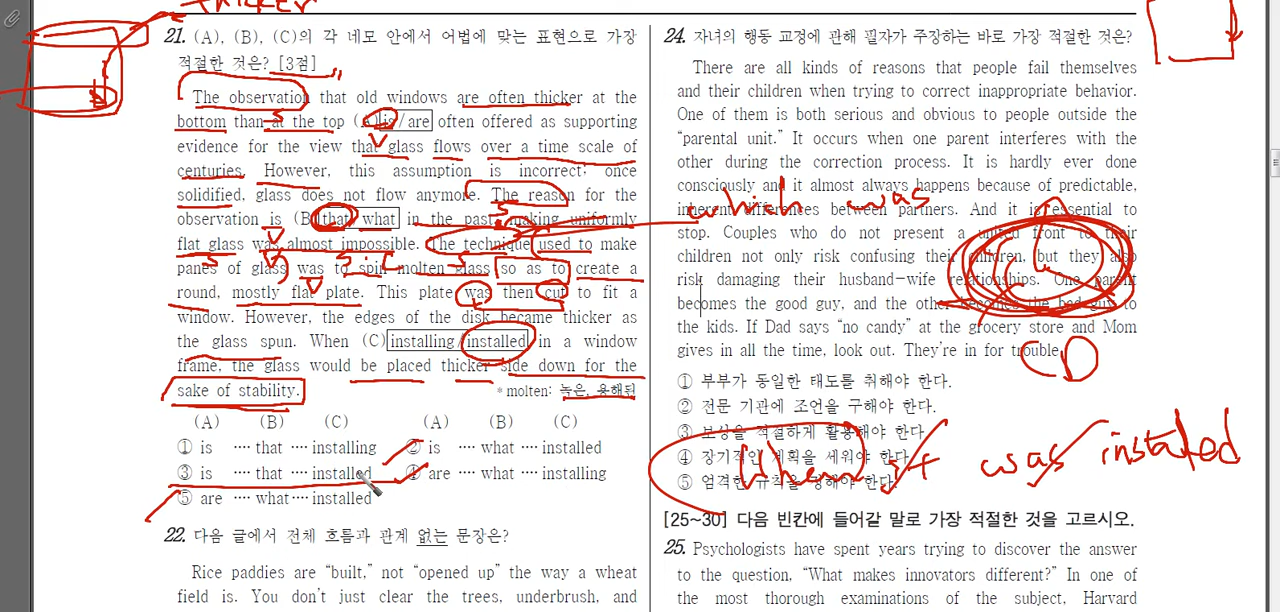 thicker
21. (A), (B), (C)의 각 네모 안에서 어법에 맞는 표현으로 가장
적절한 것은? [3점]
The observation that old windows are often thicker at the
bottom than at the top (A) is/are often offered as supporting
evidence for the view that glass flows over a time scale of
centuries. However, this assumption is incorrect; once
solidified, glass does not flow anymore. The reason for the
observation is (B) that/what in the past, making uniformly
flat glass was almost impossible. The technique used to make
panes of glass was to spin molten glass so as to create a
round, mostly flat plate. This plate was then cut to fit a
window. However, the edges of the disk became thicker as
the glass spun. When (C) installing/installed in a window
frame, the glass would be placed thicker side down for the
sake of stability.
* molten: 녹은, 용해된
(A) (B) (C) (A) (B) (C)
① is ···· that ···· installing ② is ···· what ···· installed
③ is ···· that ···· installed ④ are ···· what ···· installing
⑤ are ···· what ···· installed
22. 다음 글에서 전체 흐름과 관계 없는 문장은?
Rice paddies are “built,” not “opened up” the way a wheat
field is. You don’t just clear the trees, underbrush, and
24. 자녀의 행동 교정에 관해 필자가 주장하는 바로 가장 적절한 것은?
There are all kinds of reasons that people fail themselves
and their children when trying to correct inappropriate behavior.
One of them is both serious and obvious to people outside the
“parental unit.” It occurs when one parent interferes with the
other during the correction process. It is hardly ever done
consciously and it almost always happens because of predictable,
which was
inherent differences between partners. And it is essential to
stop. Couples who do not present a united front to their
children not only risk confusing their children, but they also
risk damaging their husband-wife relationships. One parent
becomes the good guy, and the other becomes the bad guy to
the kids. If Dad says “no candy” at the grocery store and Mom
gives in all the time, look out. They’re in for trouble.
CD
① 부부가 동일한 태도를 취해야 한다.
② 전문 기관에 조언을 구해야 한다.
③ 보상을 적절하게 활용해야 한다.
④ 장기적인 계획을 세워야 한다.
When it was installed
⑤ 엄격한 규칙을 정해야 한다.
[25~30] 다음 빈칸에 들어갈 말로 가장 적절한 것을 고르시오.
25. Psychologists have spent years trying to discover the answer
to the question, “What makes innovators different?” In one of
the most thorough examinations of the subject, Harvard